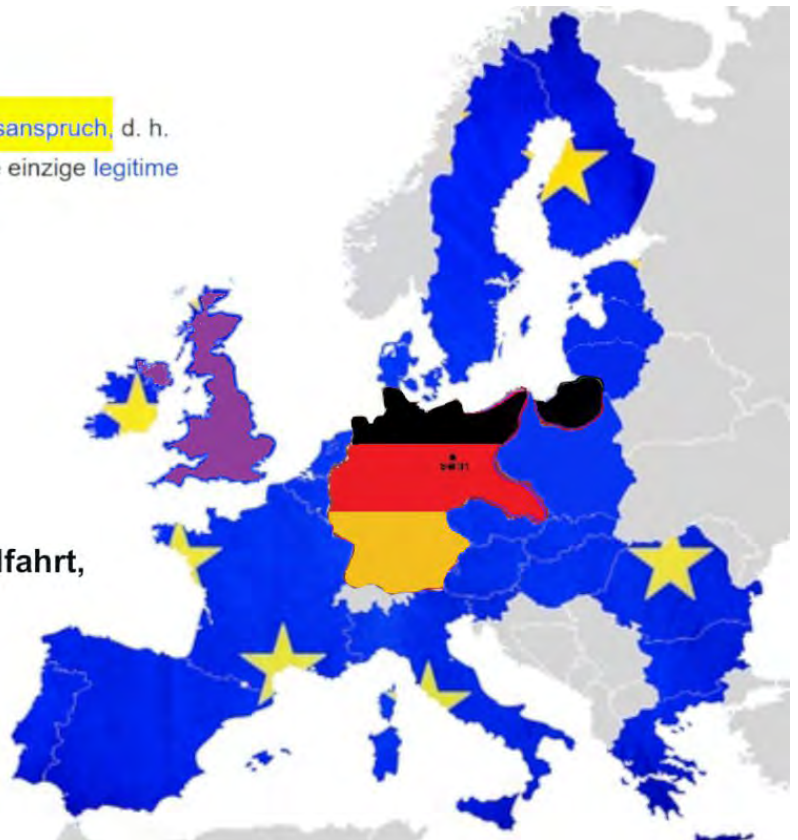 sanspruch, d. h.
einzige legitime
lfahrt,